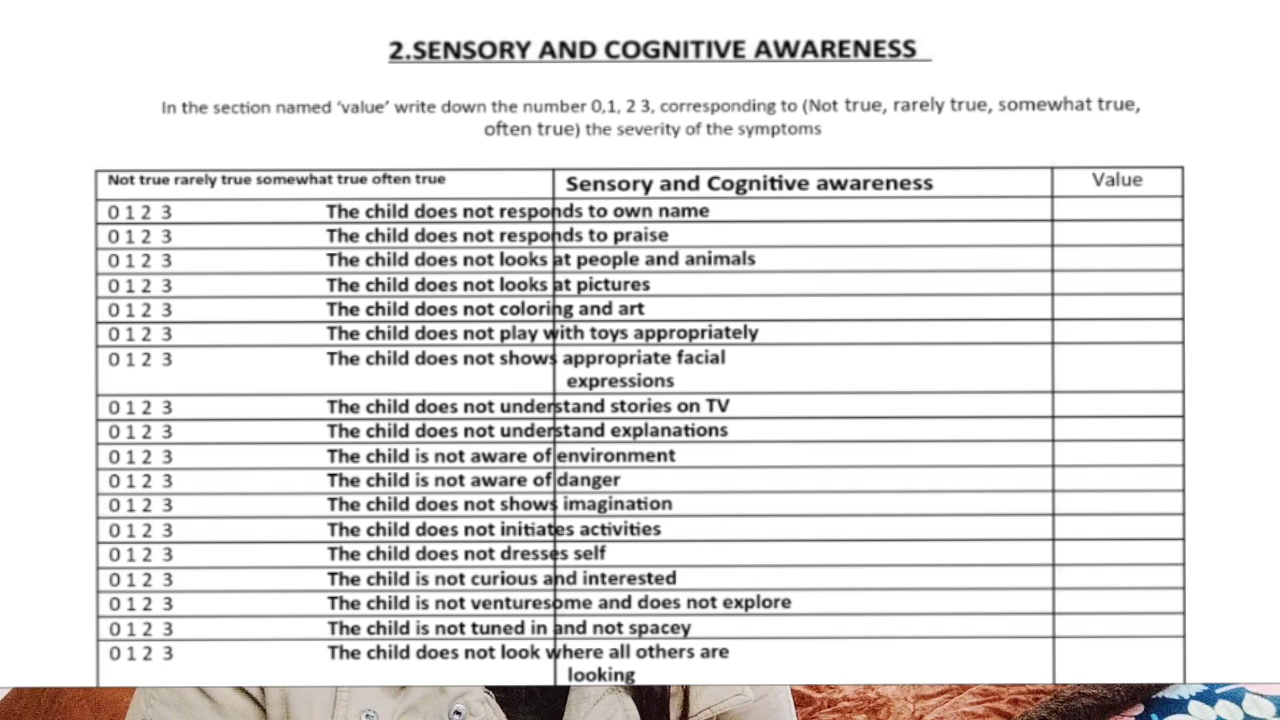 2.SENSORY AND COGNITIVE AWARENESS
In the section named ‘value’ write down the number 0,1, 2 3, corresponding to (Not true, rarely true, somewhat true,
often true) the severity of the symptoms
Not true rarely true somewhat true often true Sensory and Cognitive awareness Value
0 1 2 3 The child does not responds to own name
0 1 2 3 The child does not responds to praise
0 1 2 3 The child does not looks at people and animals
0 1 2 3 The child does not looks at pictures
0 1 2 3 The child does not coloring and art
0 1 2 3 The child does not play with toys appropriately
0 1 2 3 The child does not shows appropriate facial
expressions
0 1 2 3 The child does not understand stories on TV
0 1 2 3 The child does not understand explanations
0 1 2 3 The child is not aware of environment
0 1 2 3 The child is not aware of danger
0 1 2 3 The child does not shows imagination
0 1 2 3 The child does not initiates activities
0 1 2 3 The child does not dresses self
0 1 2 3 The child is not curious and interested
0 1 2 3 The child is not venturesome and does not explore
0 1 2 3 The child is not tuned in and not spacey
0 1 2 3 The child does not look where all others are
looking